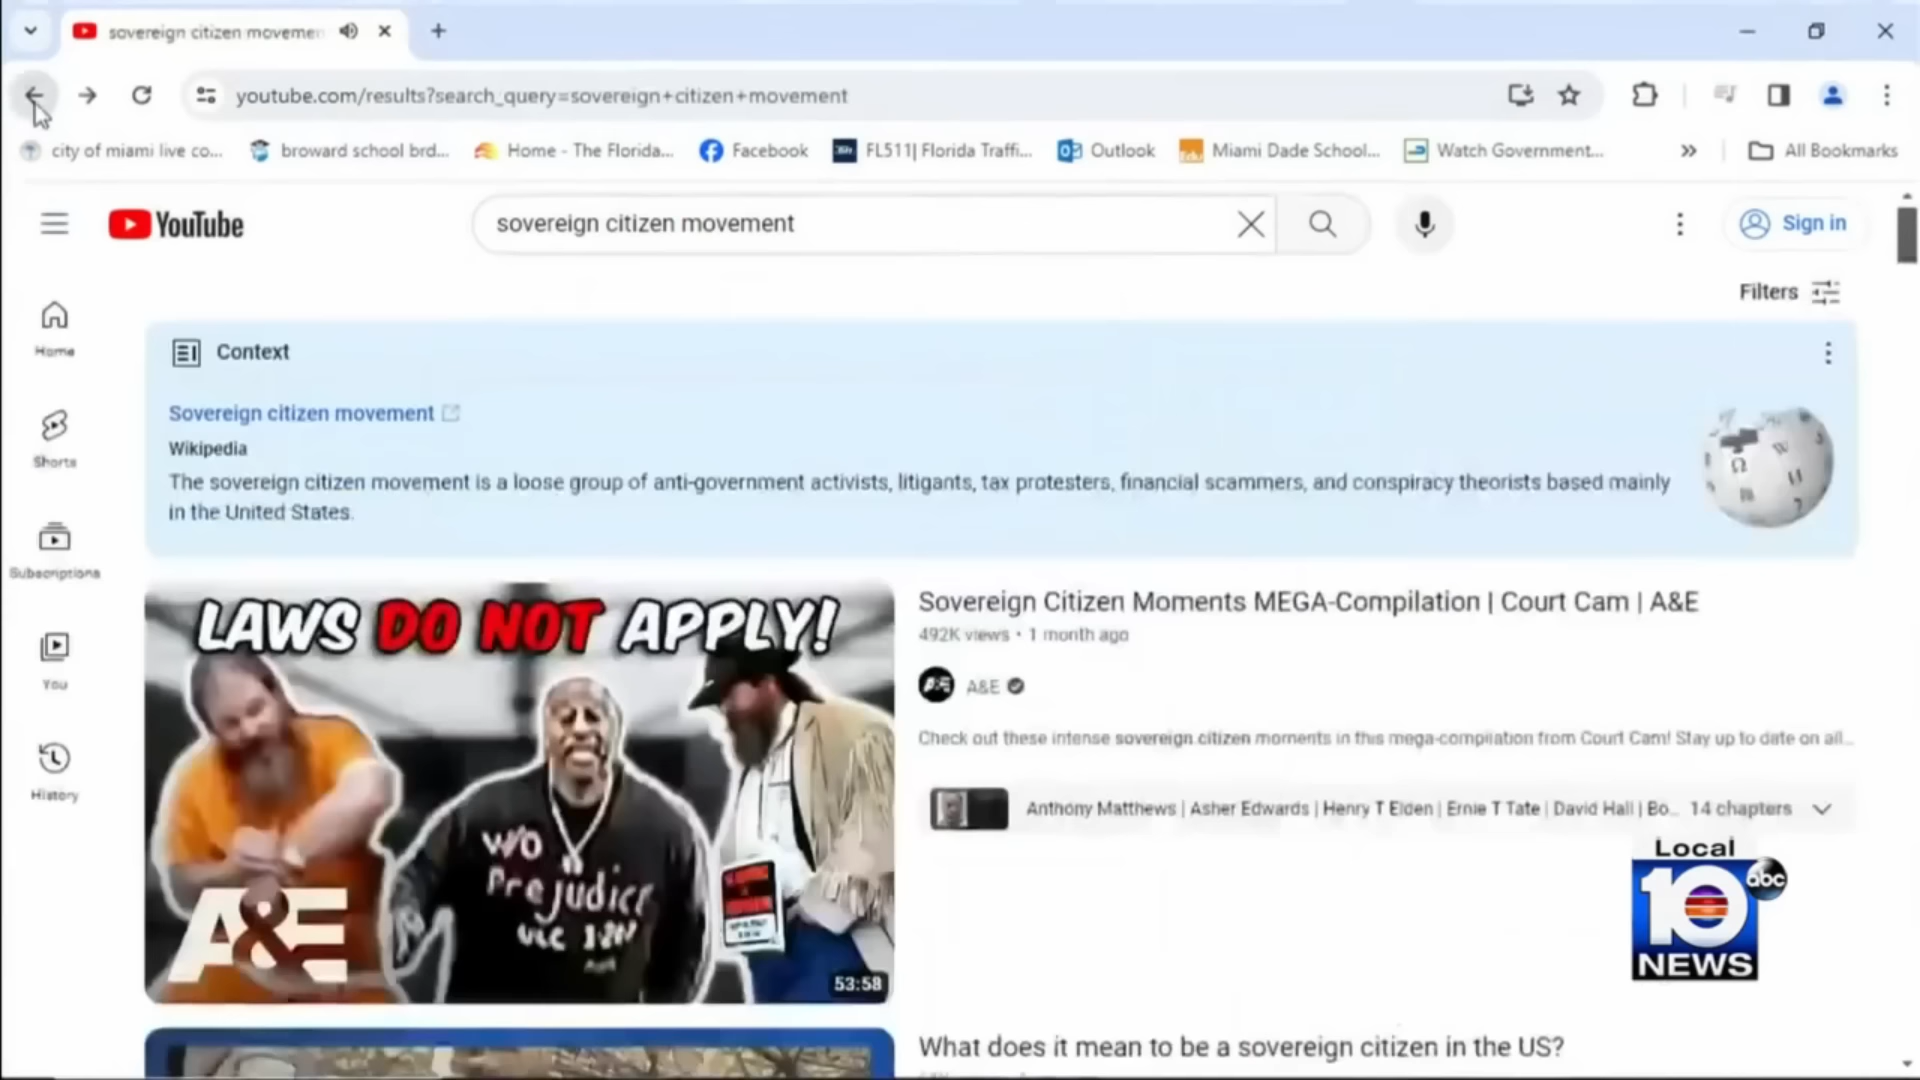 sovereign citizen movemen
youtube.com/results?search_query=sovereign+citizen+movement
city of miami live co...
broward school brd...
Home - The Florida...
Facebook
FL511| Florida Traffi...
Outlook
Miami Dade School...
Watch Government...
»
All Bookmarks
YouTube
sovereign citizen movement
Sign in
Filters
Home
Shorts
Subscriptions
You
History
Context
Sovereign citizen movement
Wikipedia
The sovereign citizen movement is a loose group of anti-government activists, litigants, tax protesters, financial scammers, and conspiracy theorists based mainly
in the United States.
LAWS DO NOT APPLY!
W/O
Prejudice
UCC
A&E
53:58
Sovereign Citizen Moments MEGA-Compilation | Court Cam | A&E
492K views • 1 month ago
A&E
Check out these intense sovereign citizen moments in this mega-compilation from Court Cam! Stay up to date on all...
Anthony Matthews | Asher Edwards | Henry T Elden | Ernie T Tate | David Hall | Bo... 14 chapters
Local
10
abc
NEWS
What does it mean to be a sovereign citizen in the US?